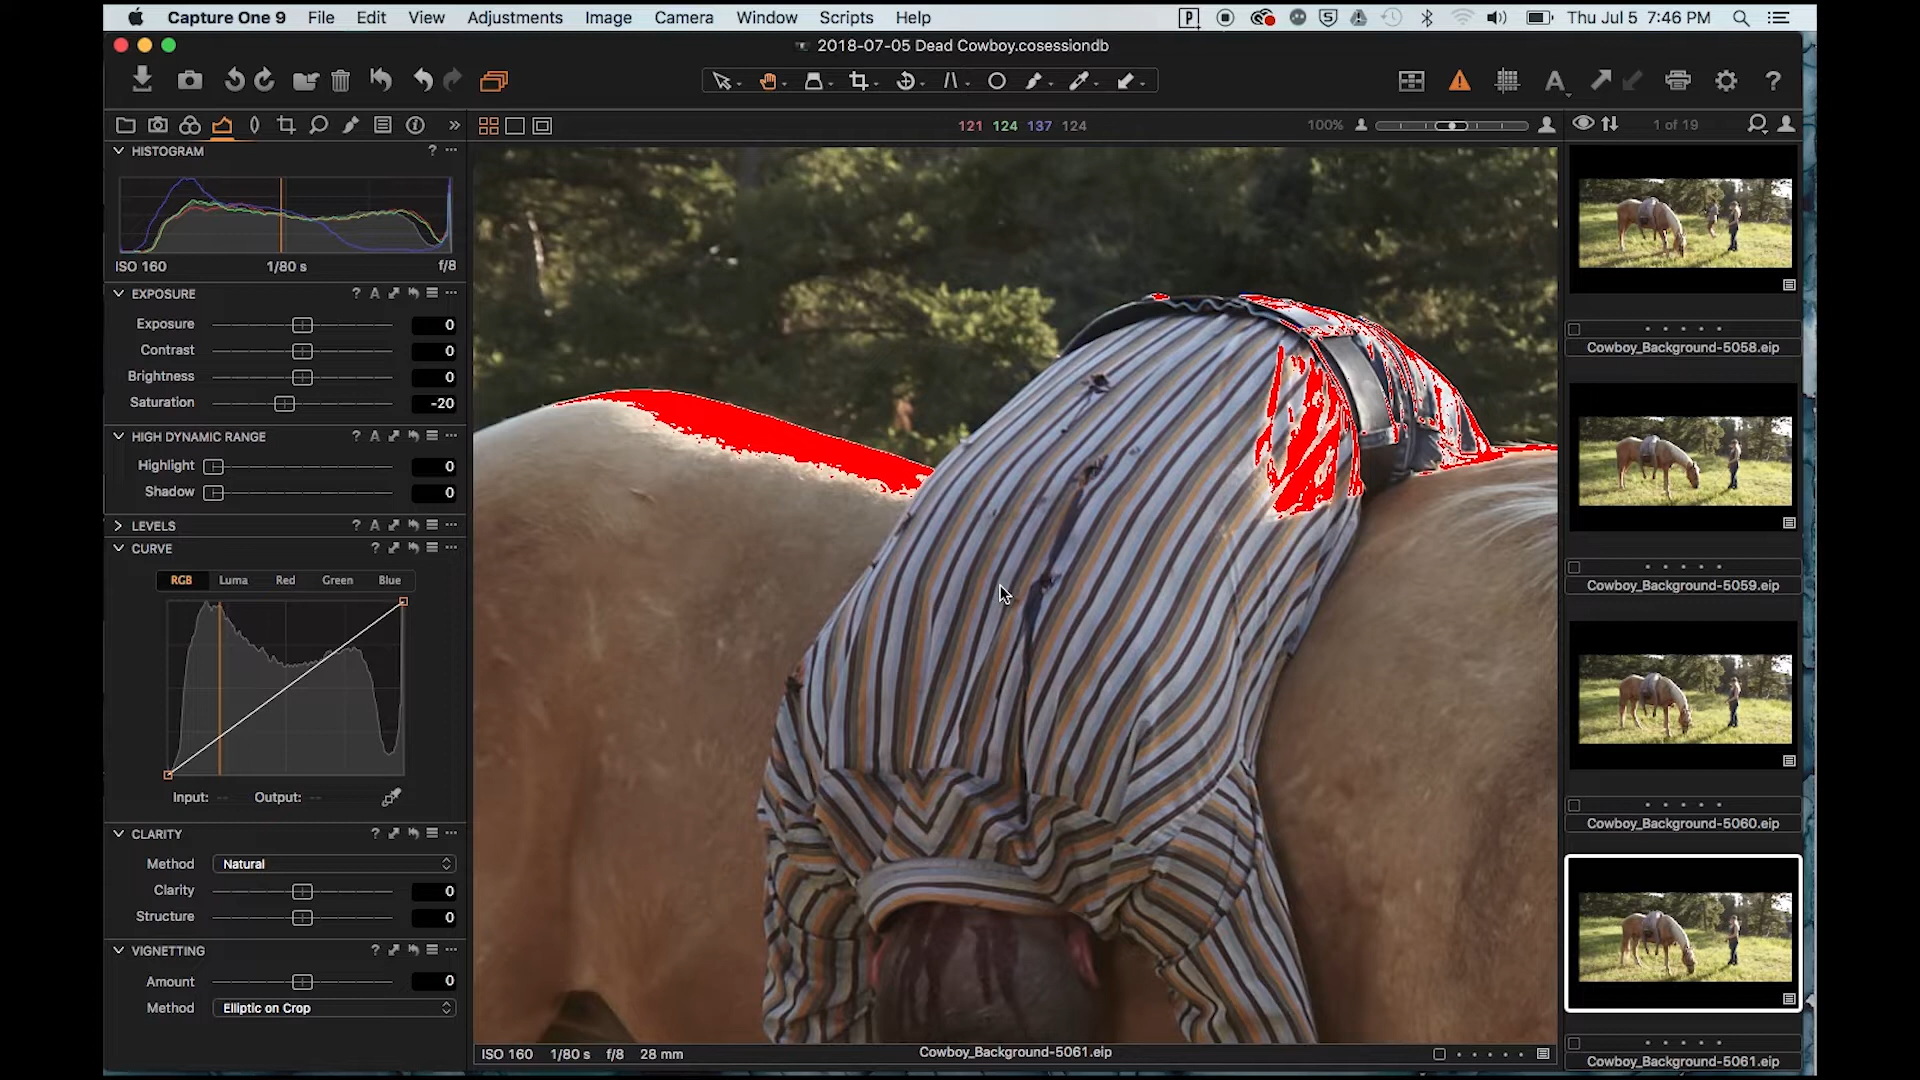 Capture One 9 File Edit View Adjustments Image Camera Window Scripts Help Thu Jul 5 7:46 PM
2018-07-05 Dead Cowboy.cosessiondb
121 124 137 124 100% 1 of 19
HISTOGRAM
ISO 160 1/80 s f/8
EXPOSURE
Exposure 0
Contrast 0
Brightness 0
Saturation -20
HIGH DYNAMIC RANGE
Highlight 0
Shadow 0
LEVELS
CURVE
RGB Luma Red Green Blue
Input: -- Output: --
CLARITY
Method Natural
Clarity 0
Structure 0
VIGNETTING
Amount 0
Method Elliptic on Crop
ISO 160 1/80 s f/8 28 mm Cowboy_Background-5061.eip
Cowboy_Background-5058.eip
Cowboy_Background-5059.eip
Cowboy_Background-5060.eip
Cowboy_Background-5061.eip